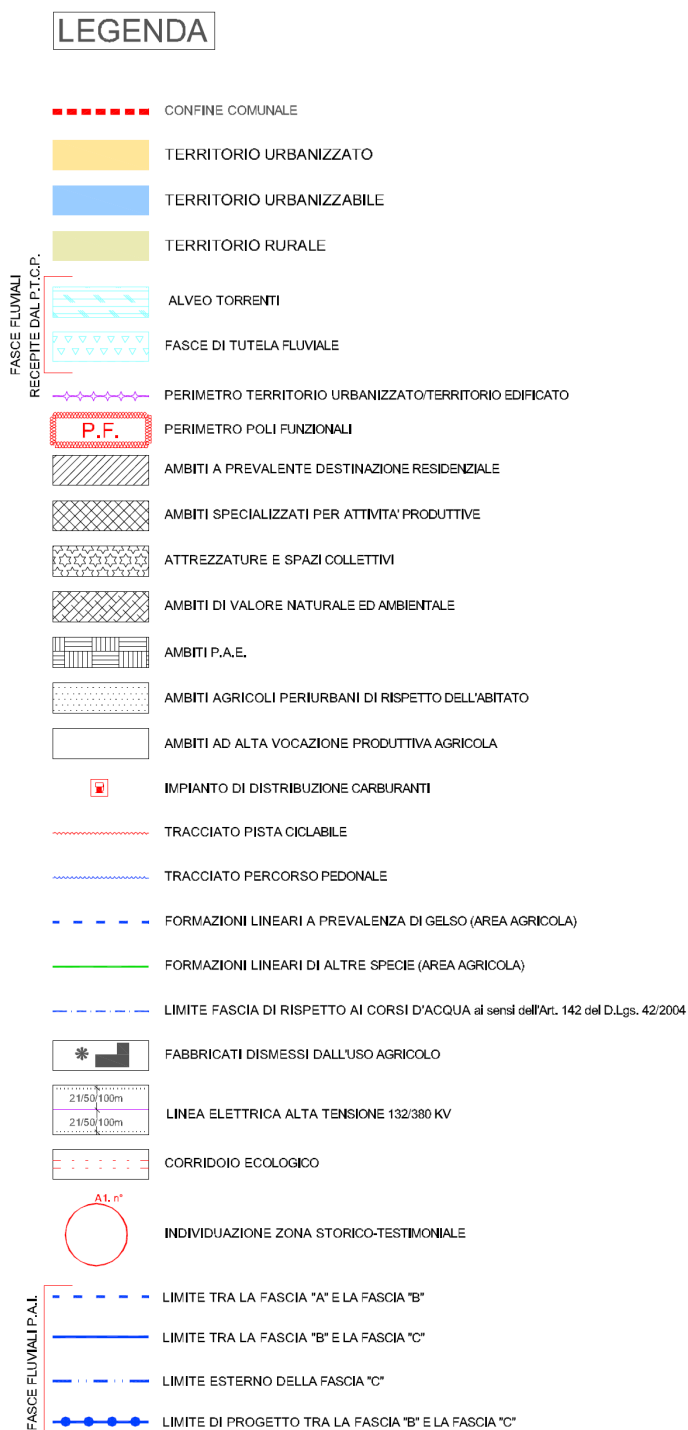 LEGENDA
CONFINE COMUNALE
TERRITORIO URBANIZZATO
TERRITORIO URBANIZZABILE
TERRITORIO RURALE
FASCE FLUVIALI
RECEPITE DAL P.T.C.P.
ALVEO TORRENTI
FASCE DI TUTELA FLUVIALE
PERIMETRO TERRITORIO URBANIZZATO/TERRITORIO EDIFICATO
P.F. PERIMETRO POLI FUNZIONALI
AMBITI A PREVALENTE DESTINAZIONE RESIDENZIALE
AMBITI SPECIALIZZATI PER ATTIVITA' PRODUTTIVE
ATTREZZATURE E SPAZI COLLETTIVI
AMBITI DI VALORE NATURALE ED AMBIENTALE
AMBITI P.A.E.
AMBITI AGRICOLI PERIURBANI DI RISPETTO DELL'ABITATO
AMBITI AD ALTA VOCAZIONE PRODUTTIVA AGRICOLA
IMPIANTO DI DISTRIBUZIONE CARBURANTI
TRACCIATO PISTA CICLABILE
TRACCIATO PERCORSO PEDONALE
FORMAZIONI LINEARI A PREVALENZA DI GELSO (AREA AGRICOLA)
FORMAZIONI LINEARI DI ALTRE SPECIE (AREA AGRICOLA)
LIMITE FASCIA DI RISPETTO AI CORSI D'ACQUA ai sensi dell'Art. 142 del D.Lgs. 42/2004
FABBRICATI DISMESSI DALL'USO AGRICOLO
21/50/100m
21/50/100m
LINEA ELETTRICA ALTA TENSIONE 132/380 KV
CORRIDOIO ECOLOGICO
A1. n°
INDIVIDUAZIONE ZONA STORICO-TESTIMONIALE
FASCE FLUVIALI P.A.I.
LIMITE TRA LA FASCIA "A" E LA FASCIA "B"
LIMITE TRA LA FASCIA "B" E LA FASCIA "C"
LIMITE ESTERNO DELLA FASCIA "C"
LIMITE DI PROGETTO TRA LA FASCIA "B" E LA FASCIA "C"